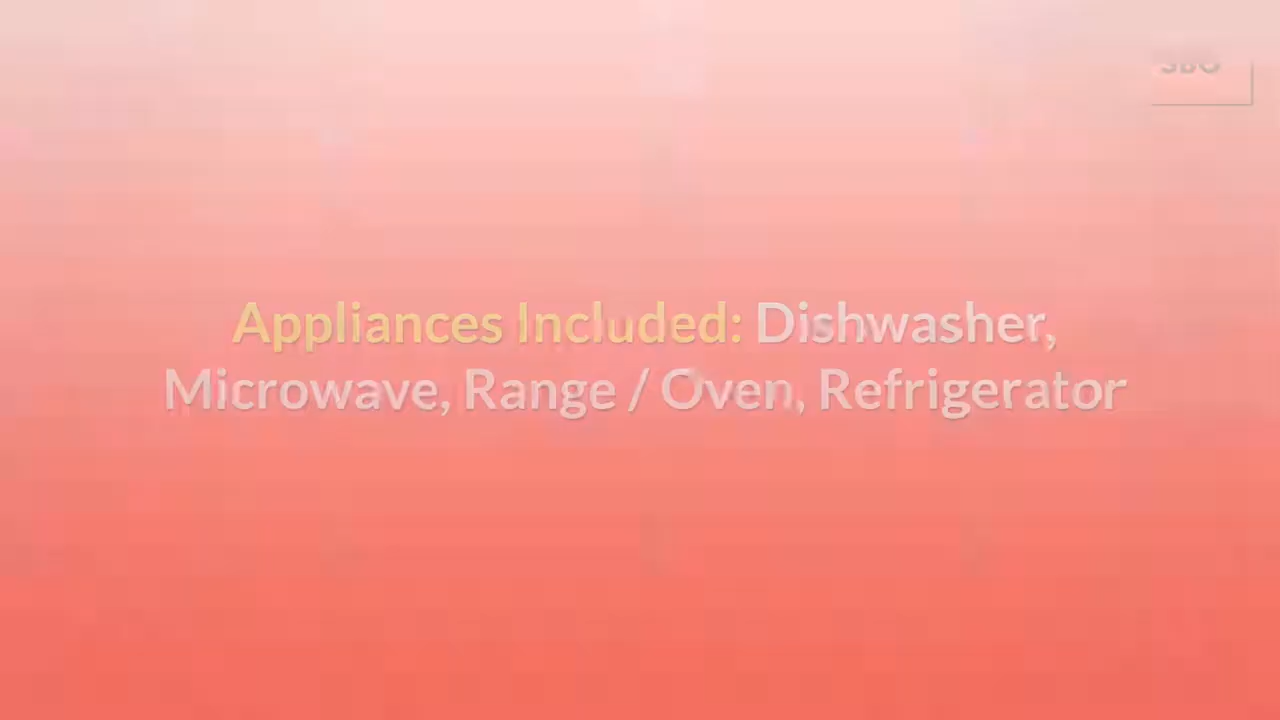 Appliances Included: Dishwasher,
Microwave, Range / Oven, Refrigerator